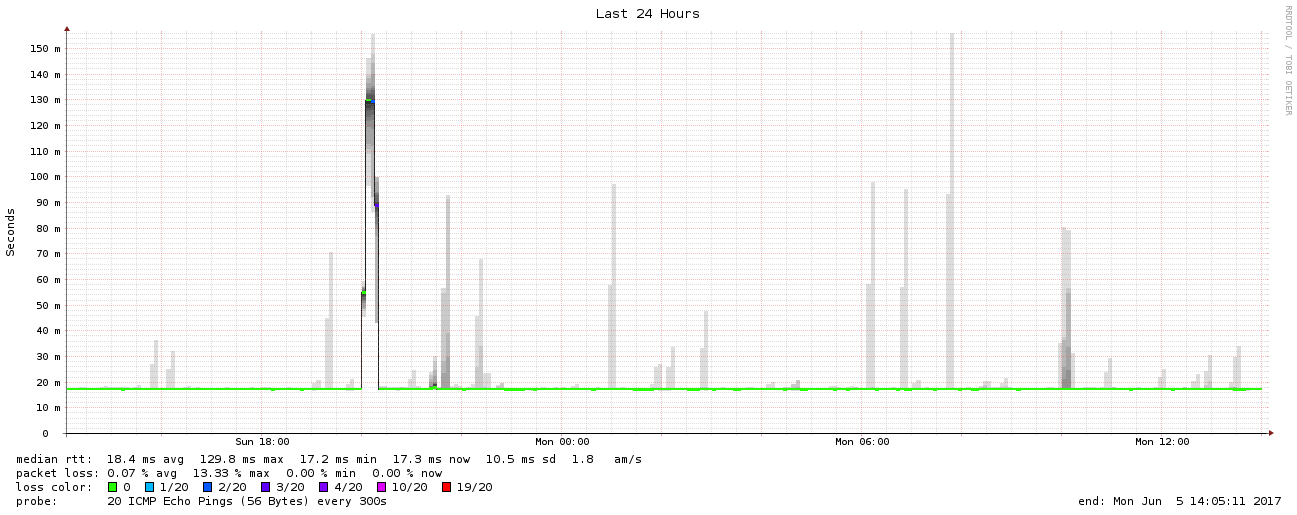 Last 24 Hours
RRDTOOL / TOBI OETIKER
Seconds
150 m
140 m
130 m
120 m
110 m
100 m
90 m
80 m
70 m
60 m
50 m
40 m
30 m
20 m
10 m
0
Sun 18:00 Mon 00:00 Mon 06:00 Mon 12:00
median rtt: 18.4 ms avg 129.8 ms max 17.2 ms min 17.3 ms now 10.5 ms sd 1.8 am/s
packet loss: 0.07 % avg 13.33 % max 0.00 % min 0.00 % now
loss color: 0 1/20 2/20 3/20 4/20 10/20 19/20
probe: 20 ICMP Echo Pings (56 Bytes) every 300s end: Mon Jun 5 14:05:11 2017